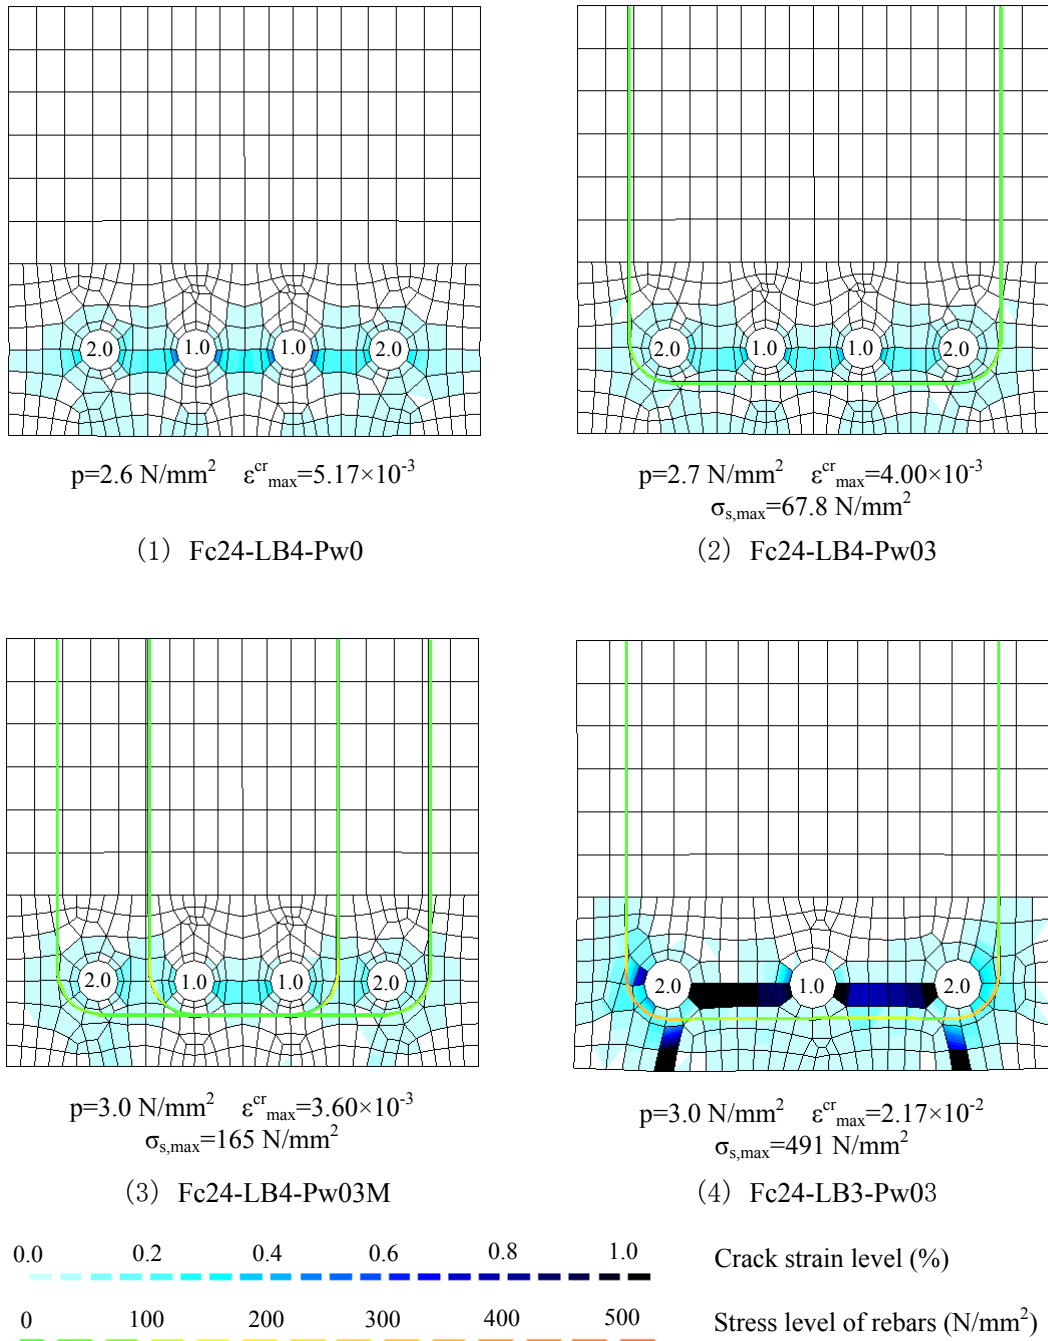 2.0 1.0 1.0 2.0
2.0 1.0 1.0 2.0
p=2.6 N/mm² εᶜʳmax=5.17×10⁻³
p=2.7 N/mm² εᶜʳmax=4.00×10⁻³
σs,max=67.8 N/mm²
(1) Fc24-LB4-Pw0
(2) Fc24-LB4-Pw03
2.0 1.0 1.0 2.0
2.0 1.0 2.0
p=3.0 N/mm² εᶜʳmax=3.60×10⁻³
σs,max=165 N/mm²
p=3.0 N/mm² εᶜʳmax=2.17×10⁻²
σs,max=491 N/mm²
(3) Fc24-LB4-Pw03M
(4) Fc24-LB3-Pw03
0.0 0.2 0.4 0.6 0.8 1.0 Crack strain level (%)
0 100 200 300 400 500 Stress level of rebars (N/mm²)